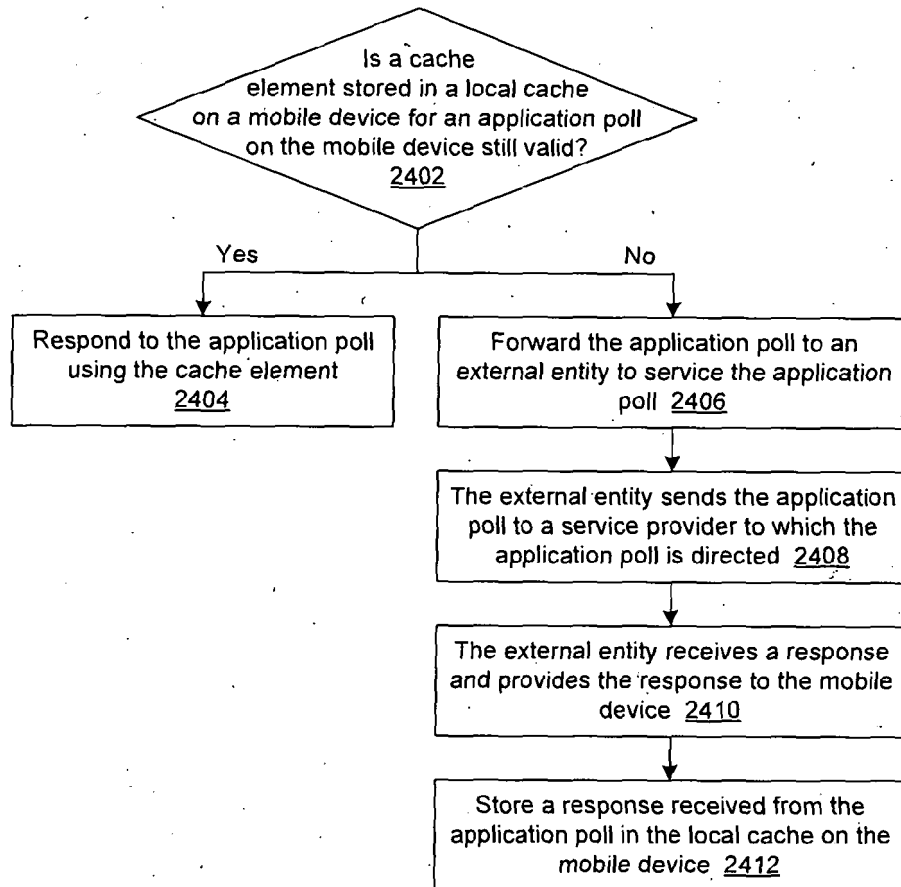 Is a cache
element stored in a local cache
on a mobile device for an application poll
on the mobile device still valid?
2402
Yes
No
Respond to the application poll
using the cache element
2404
Forward the application poll to an
external entity to service the application
poll 2406
The external entity sends the application
poll to a service provider to which the
application poll is directed 2408
The external entity receives a response
and provides the response to the mobile
device 2410
Store a response received from the
application poll in the local cache on the
mobile device 2412